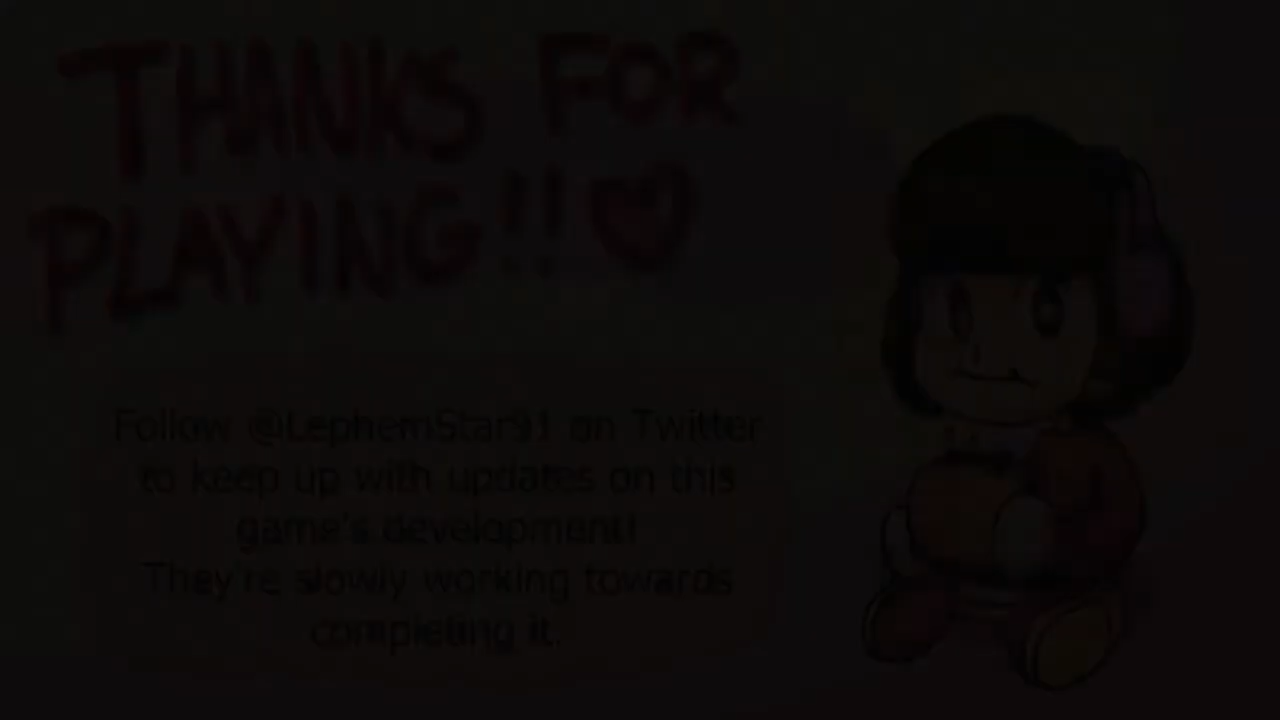 THANKS FOR
PLAYING!!
Follow @LephemStar91 on Twitter
to keep up with updates on this
game's development!
They're slowly working towards
completing it.